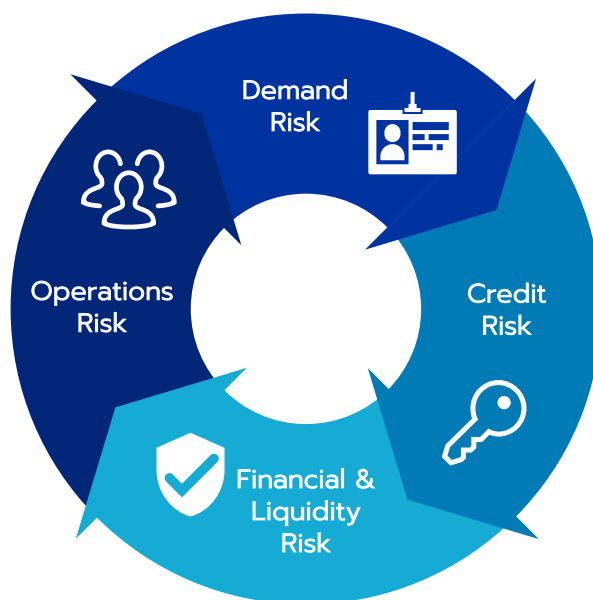 Demand
Risk
Credit
Risk
Financial &
Liquidity
Risk
Operations
Risk